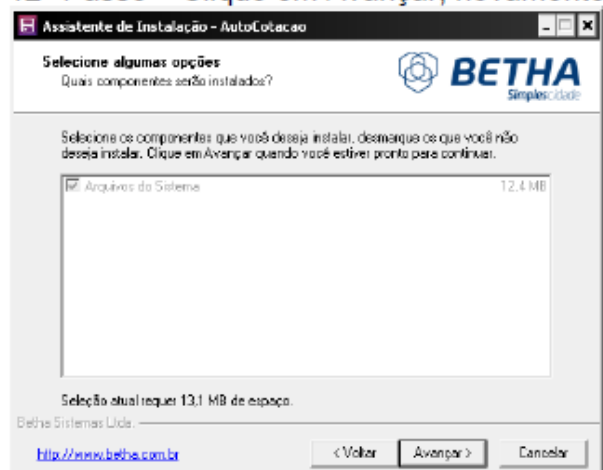 Assistente de Instalação - AutoCotacao
Selecione algumas opções
Quais componentes serão instalados?
BETHA
Simplescidade
Selecione os componentes que você deseja instalar, desmarque os que você não
deseja instalar. Clique em Avançar quando você estiver pronto para continuar.
Arquivos do Sistema 12,4 MB
Seleção atual requer 13,1 MB de espaço.
Betha Sistemas Ltda.
http://www.betha.com.br
< Voltar Avançar > Cancelar